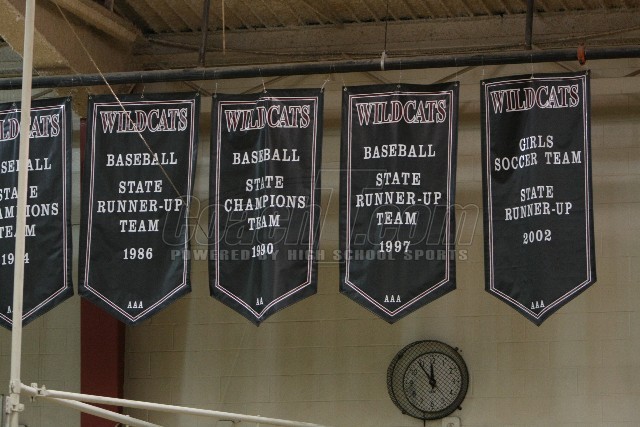 WILDCATS
STATE
CHAMPIONS
TEAM
WILDCATS
BASEBALL
STATE
RUNNER-UP
TEAM
1986
AAA
WILDCATS
BASEBALL
STATE
CHAMPIONS
TEAM
1990
AA
WILDCATS
BASEBALL
STATE
RUNNER-UP
TEAM
1997
AAA
WILDCATS
GIRLS
SOCCER TEAM
STATE
RUNNER-UP
2002
AAA
CoachT.com
POWERED BY HIGH SCHOOL SPORTS